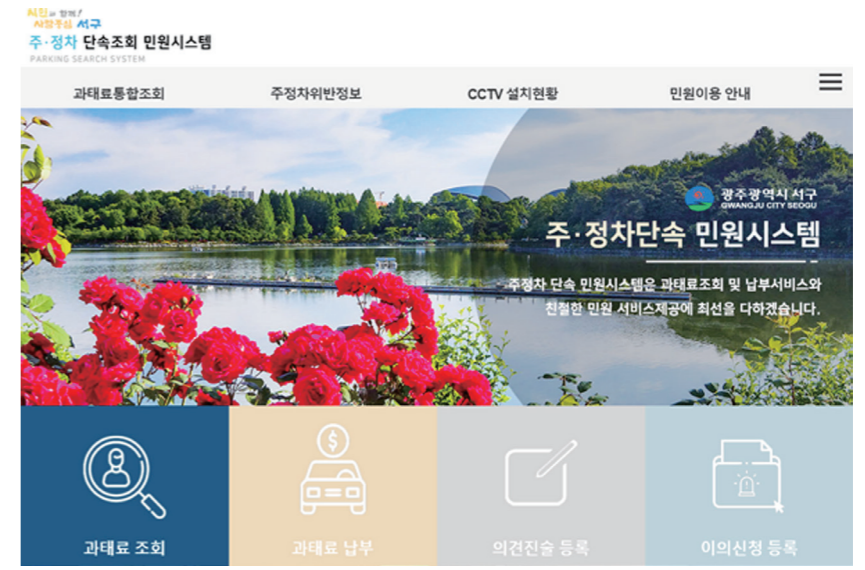 시민과 함께!
사람중심 서구
주·정차 단속조회 민원시스템
PARKING SEARCH SYSTEM
과태료통합조회
주정차위반정보
CCTV 설치현황
민원이용 안내
광주광역시 서구
GWANGJU CITY SEOGU
주·정차단속 민원시스템
주정차 단속 민원시스템은 과태료조회 및 납부서비스와
친절한 민원 서비스제공에 최선을 다하겠습니다.
$
과태료 조회
과태료 납부
의견진술 등록
이의신청 등록